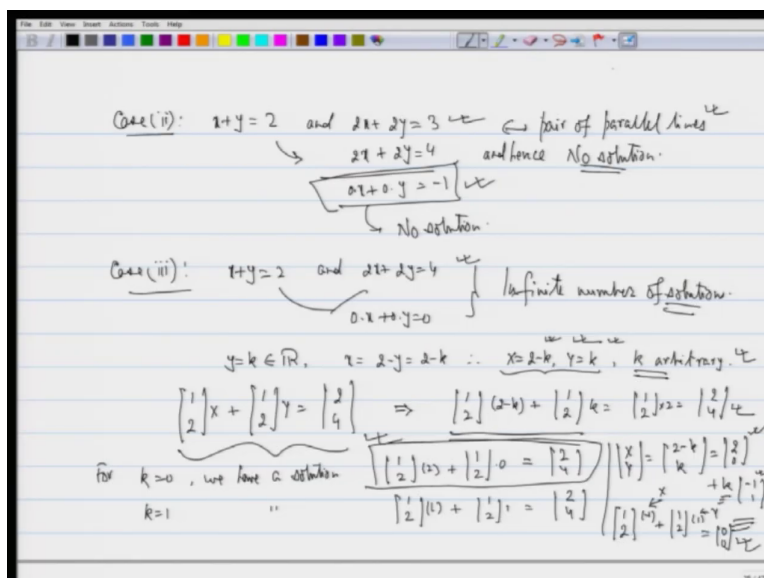 File Edit View Insert Actions Tools Help
B I
Case(ii): x+y=2 and 2x+2y=3 ← pair of parallel lines
2x+2y=4 and hence No solution.
0.x+0.y=-1
No solution.
Case(iii): x+y=2 and 2x+2y=4 } Infinite number of solution.
0.x+0.y=0
y=k ∈ ℝ, x=2-y=2-k ∴ x=2-k, y=k, k arbitrary.
[1 2]x + [1 2]y = [2 4] ⇒ [1 2](2-k) + [1 2]k = [1 2]x2 = [2 4]
For k=0, we have a solution [1 2](2) + [1 2].0 = [2 4]
[x y] = [2-k k] = [2 0]
+k[-1 1]
k=1 " [1 2](1) + [1 2]1 = [2 4]
[1 2](-1) + [1 2](1) = [0 0]